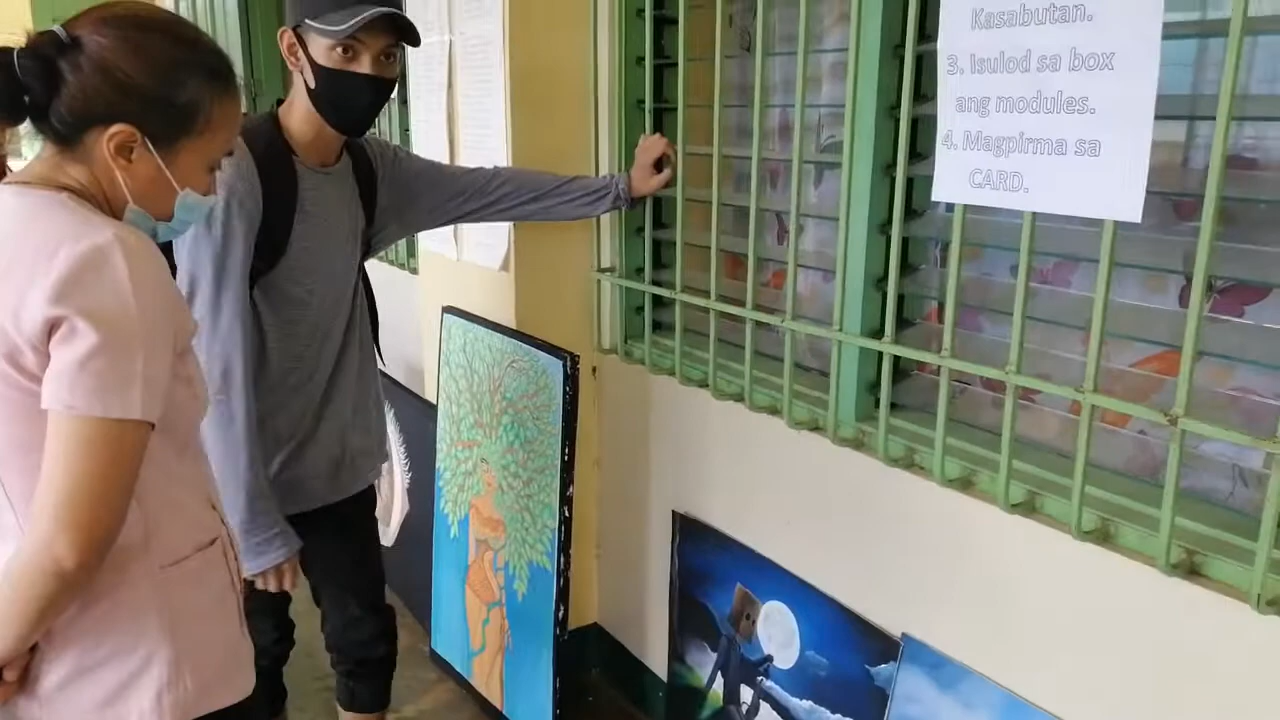 Kasabutan.
3. Isulod sa box
ang modules.
4. Magpirma sa
CARD.